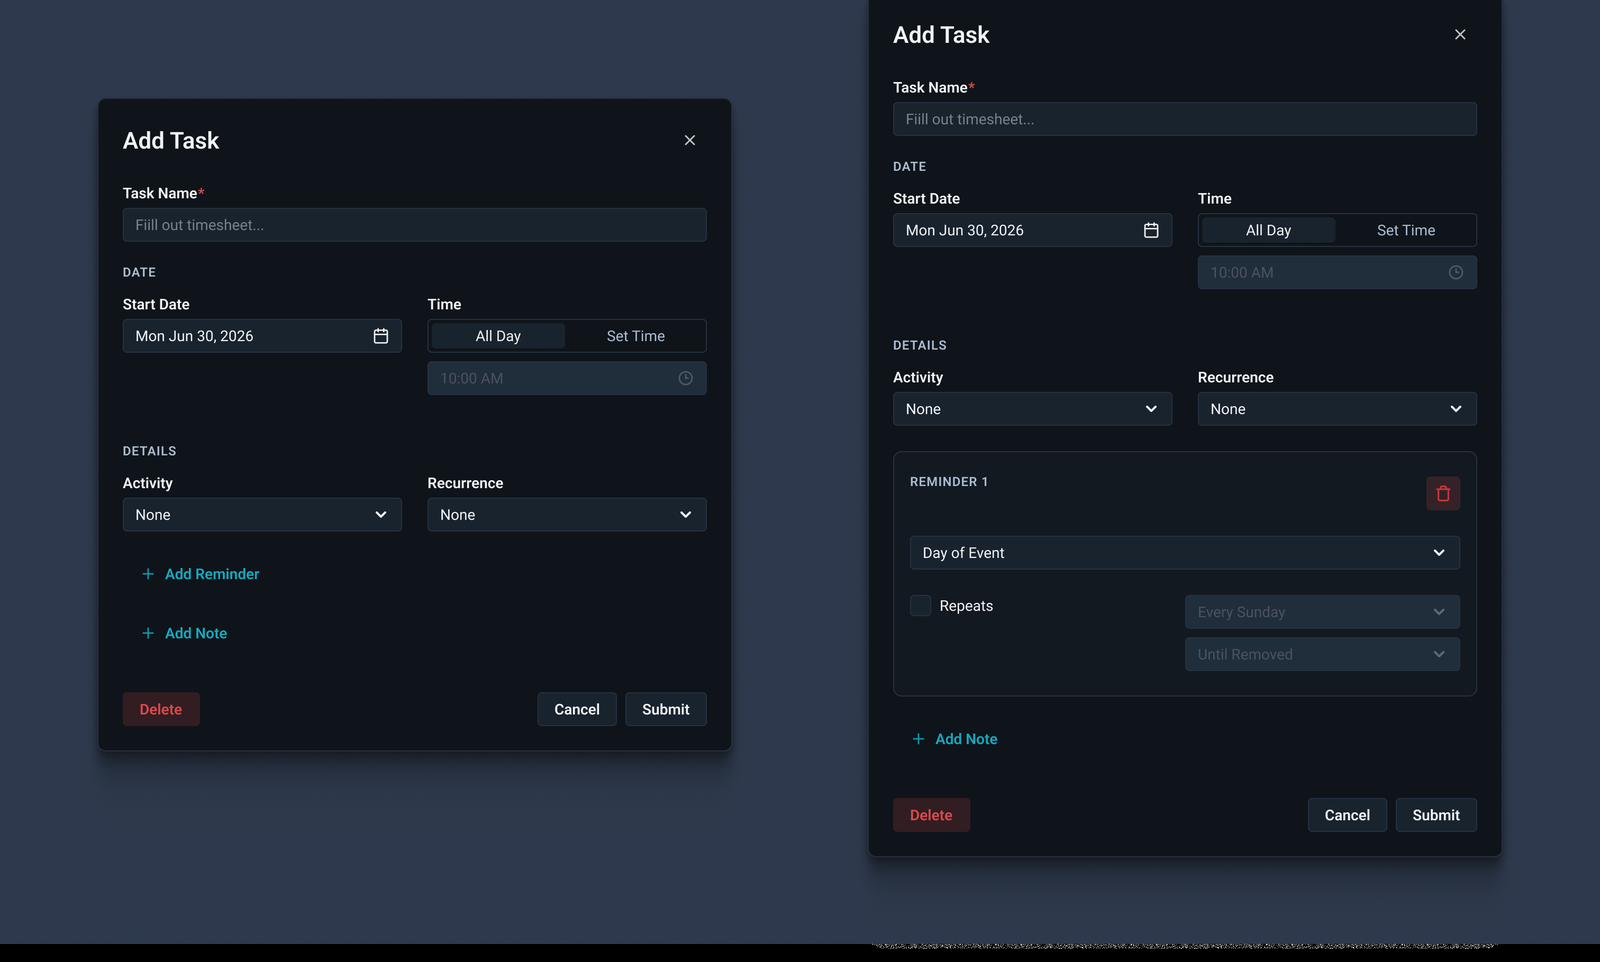 Add Task
Task Name*
Fiill out timesheet...
DATE
Start Date
Time
Mon Jun 30, 2026
All Day
Set Time
10:00 AM
DETAILS
Activity
Recurrence
None
None
+ Add Reminder
+ Add Note
Delete
Cancel
Submit
Add Task
Task Name*
Fiill out timesheet...
DATE
Start Date
Time
Mon Jun 30, 2026
All Day
Set Time
10:00 AM
DETAILS
Activity
Recurrence
None
None
REMINDER 1
Day of Event
Repeats
Every Sunday
Until Removed
+ Add Note
Delete
Cancel
Submit